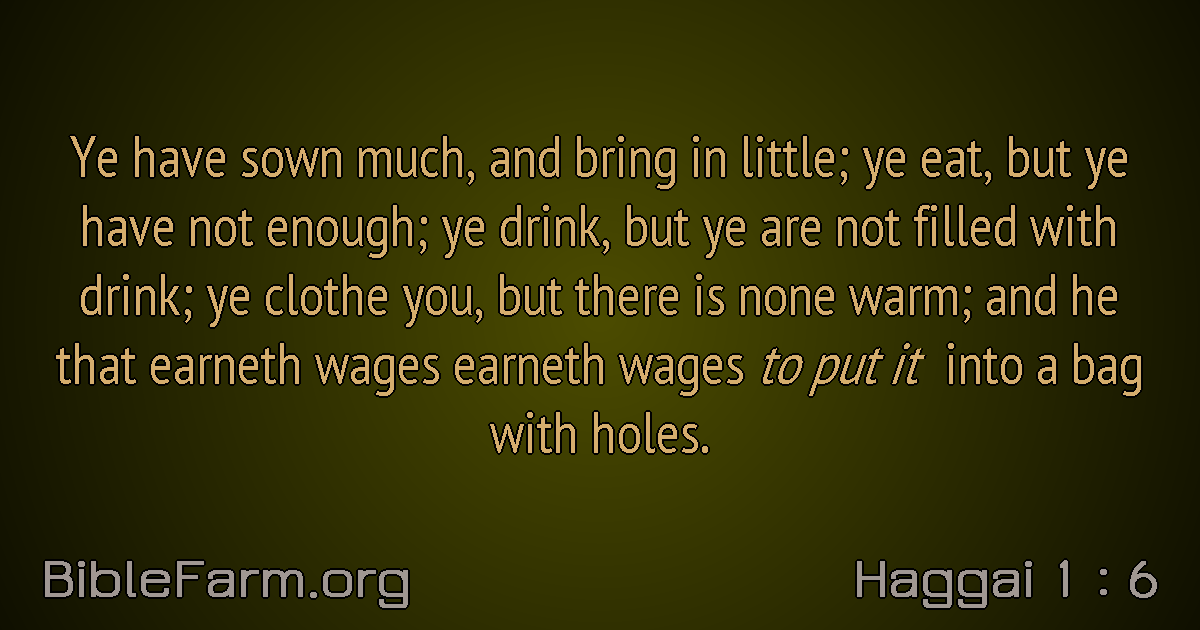 Ye have sown much, and bring in little; ye eat, but ye
have not enough; ye drink, but ye are not filled with
drink; ye clothe you, but there is none warm; and he
that earneth wages earneth wages to put it into a bag
with holes.
BibleFarm.org
Haggai 1 : 6